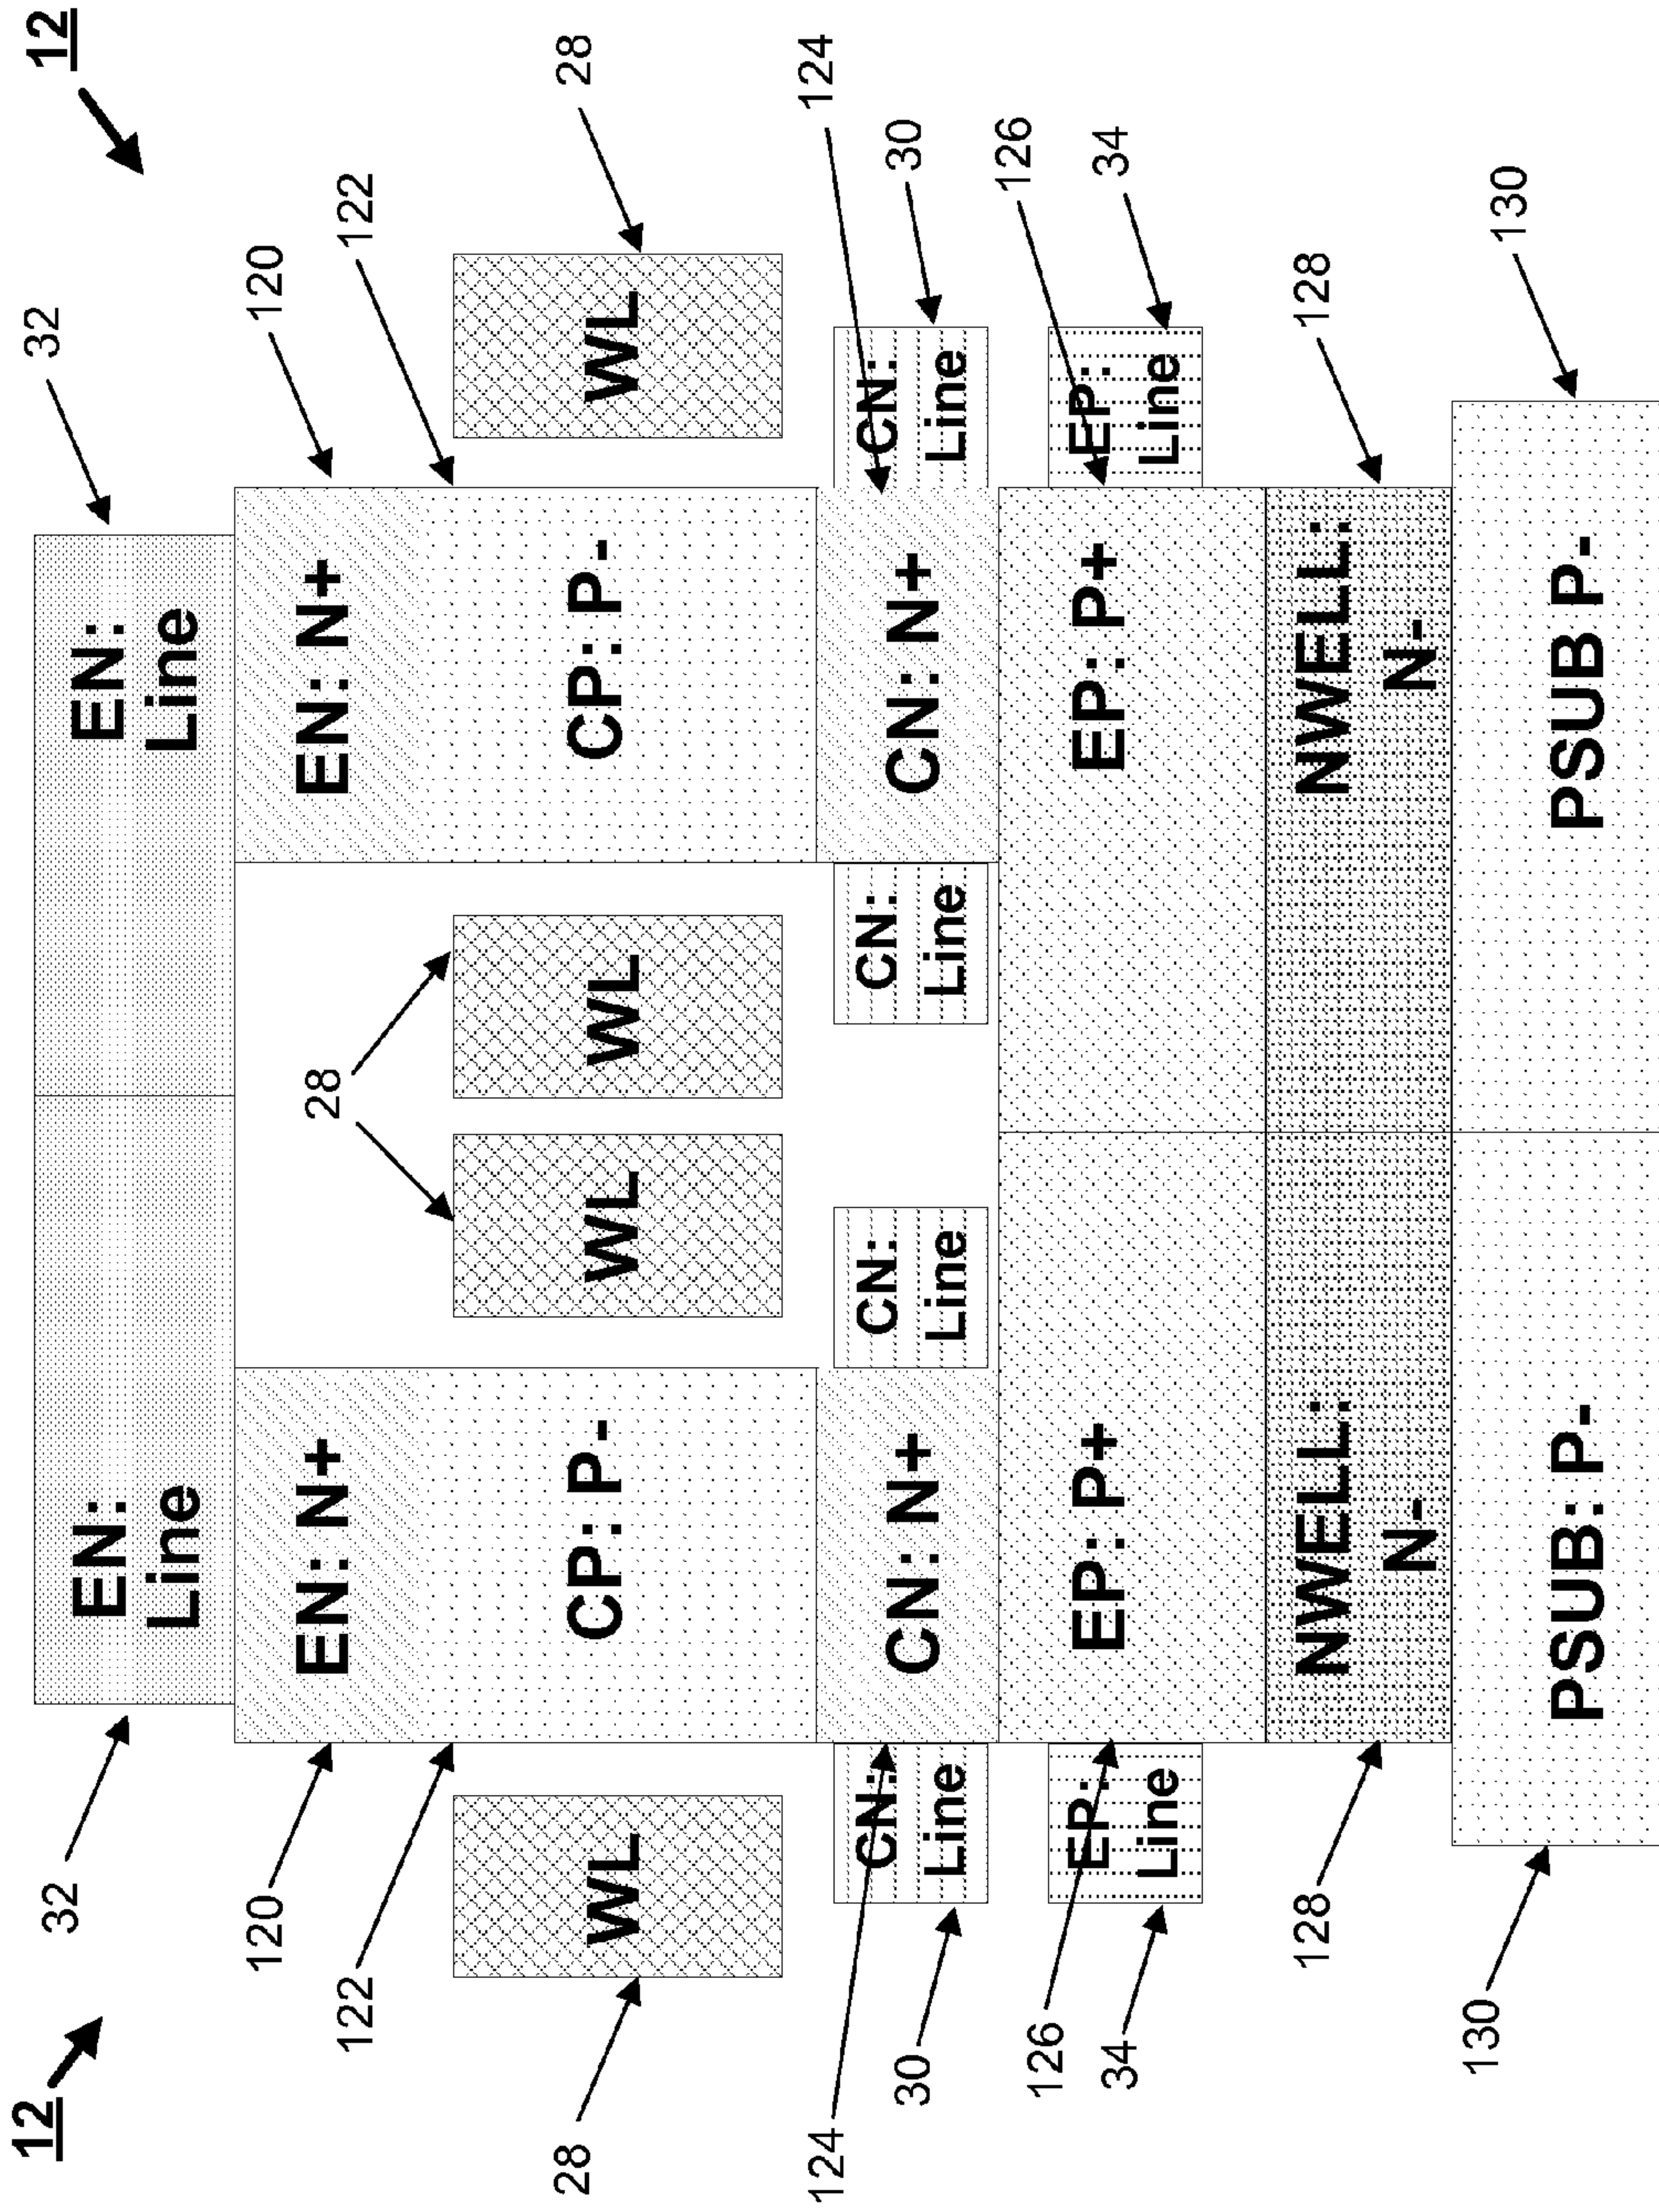 12
12
32
EN:
Line
EN:
Line
32
120
EN: N+
EN: N+
120
122
CP: P-
28
CP: P-
122
28
WL
WL
WL
WL
28
124
CN:
Line
CN: N+
CN:
Line
CN:
Line
CN: N+
CN:
Line
124
30
30
126
EP:
Line
EP: P+
EP: P+
EP:
Line
126
34
34
128
NWELL:
N-
NWELL:
N-
128
130
PSUB: P-
PSUB P-
130